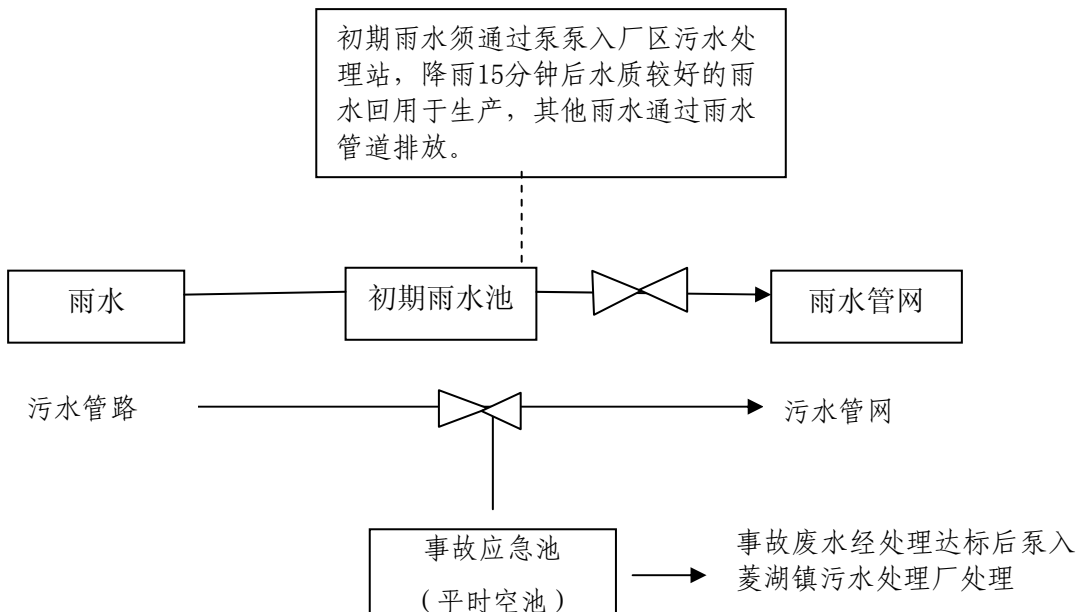 初期雨水须通过泵泵入厂区污水处
理站，降雨15分钟后水质较好的雨
水回用于生产，其他雨水通过雨水
管道排放。
雨水
初期雨水池
雨水管网
污水管路
污水管网
事故应急池
（平时空池）
事故废水经处理达标后泵入
菱湖镇污水处理厂处理